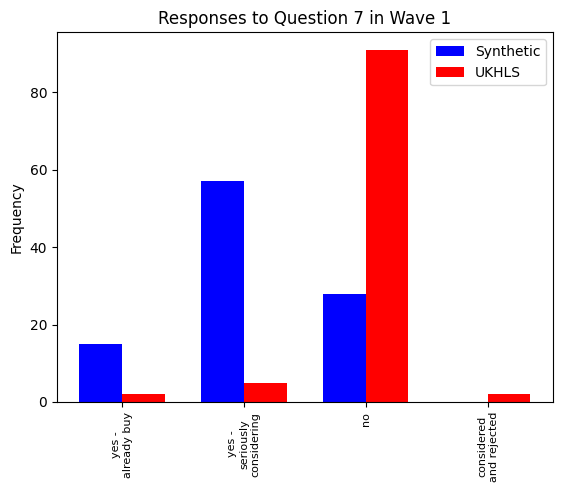 Responses to Question 7 in Wave 1
Synthetic
UKHLS
Frequency
80
60
40
20
0
yes -
already buy
yes -
seriously
considering
no
considered
and rejected